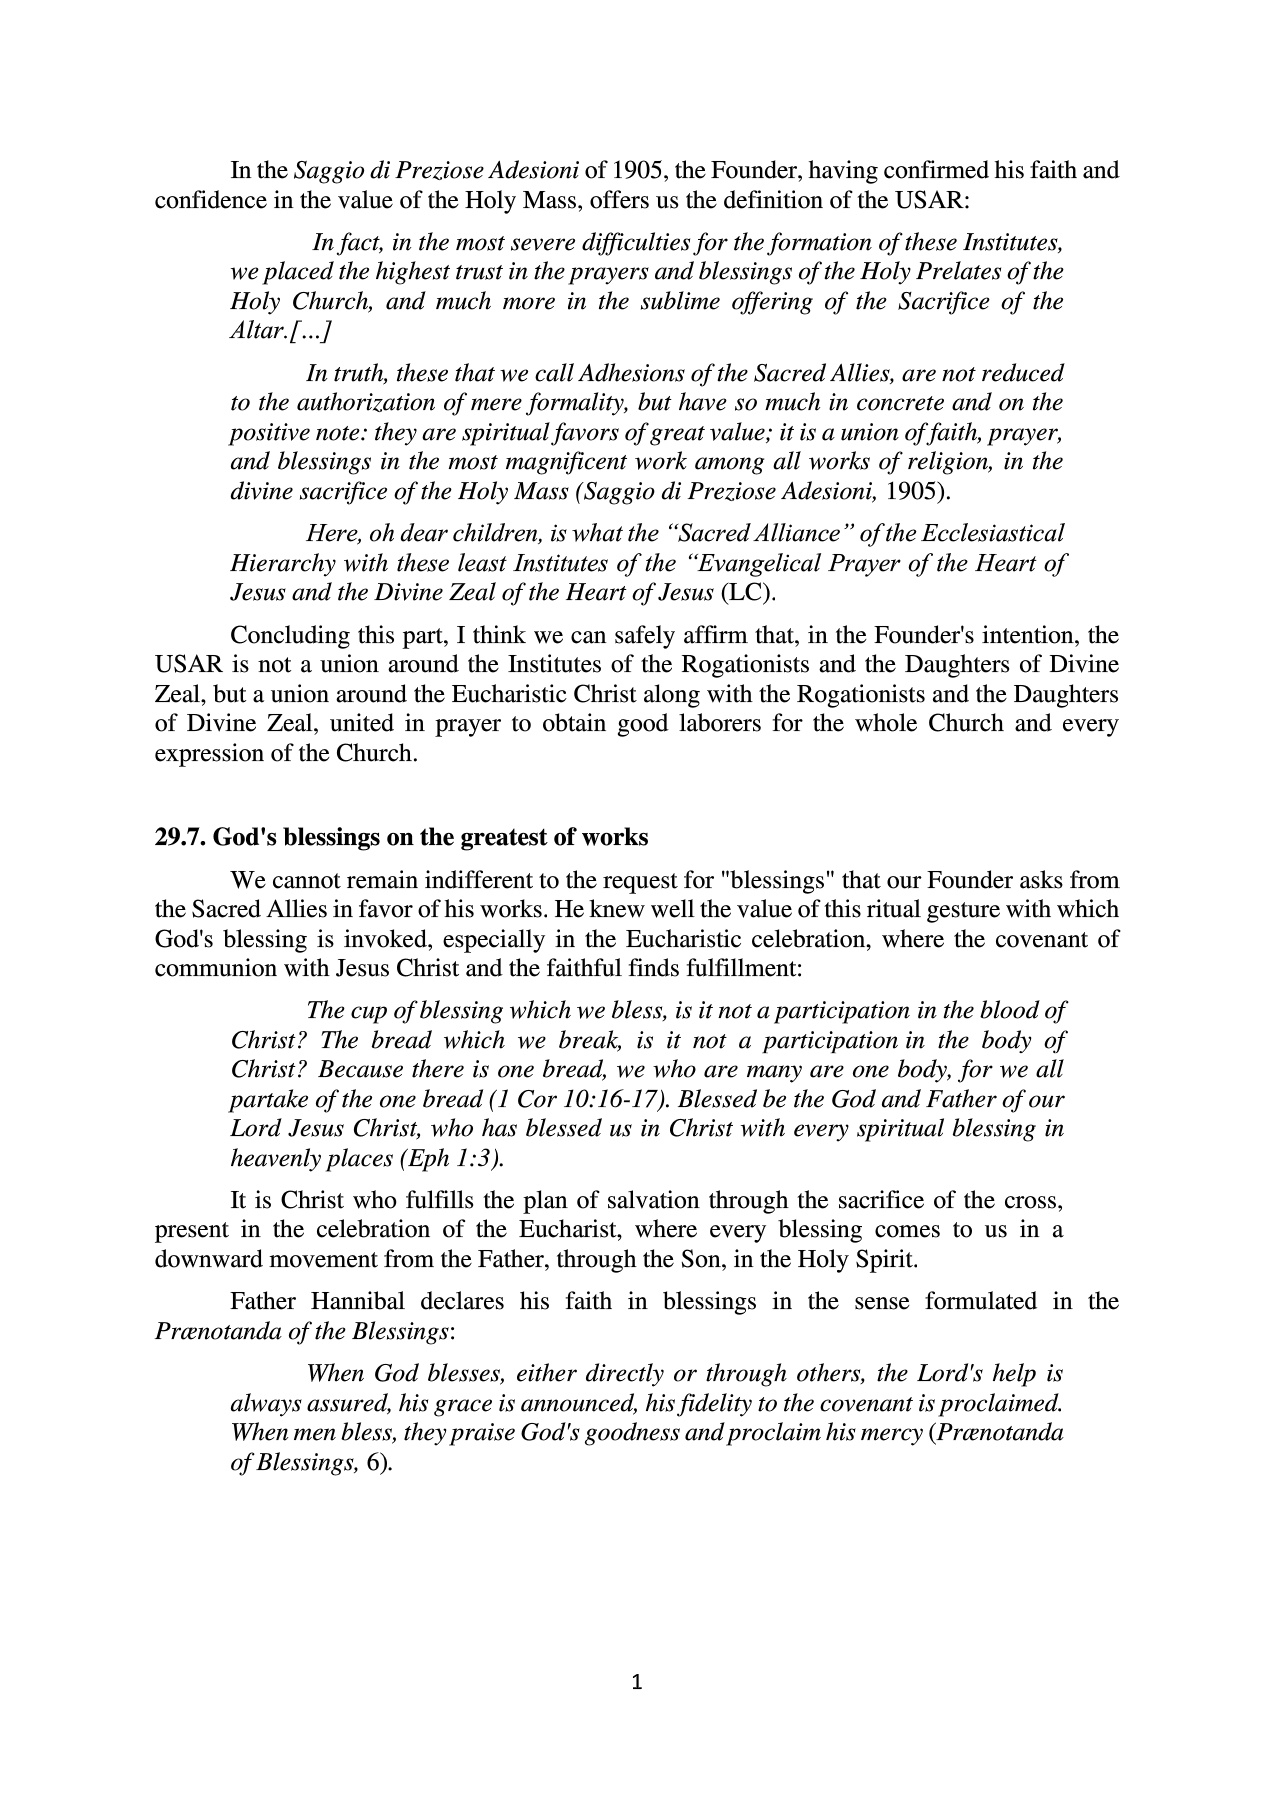 In the Saggio di Preziose Adesioni of 1905, the Founder, having confirmed his faith and
confidence in the value of the Holy Mass, offers us the definition of the USAR:
In fact, in the most severe difficulties for the formation of these Institutes,
we placed the highest trust in the prayers and blessings of the Holy Prelates of the
Holy Church, and much more in the sublime offering of the Sacrifice of the
Altar.[...]
In truth, these that we call Adhesions of the Sacred Allies, are not reduced
to the authorization of mere formality, but have so much in concrete and on the
positive note: they are spiritual favors of great value; it is a union of faith, prayer,
and blessings in the most magnificent work among all works of religion, in the
divine sacrifice of the Holy Mass (Saggio di Preziose Adesioni, 1905).
Here, oh dear children, is what the “Sacred Alliance” of the Ecclesiastical
Hierarchy with these least Institutes of the “Evangelical Prayer of the Heart of
Jesus and the Divine Zeal of the Heart of Jesus (LC).
Concluding this part, I think we can safely affirm that, in the Founder's intention, the
USAR is not a union around the Institutes of the Rogationists and the Daughters of Divine
Zeal, but a union around the Eucharistic Christ along with the Rogationists and the Daughters
of Divine Zeal, united in prayer to obtain good laborers for the whole Church and every
expression of the Church.
29.7. God's blessings on the greatest of works
We cannot remain indifferent to the request for "blessings" that our Founder asks from
the Sacred Allies in favor of his works. He knew well the value of this ritual gesture with which
God's blessing is invoked, especially in the Eucharistic celebration, where the covenant of
communion with Jesus Christ and the faithful finds fulfillment:
The cup of blessing which we bless, is it not a participation in the blood of
Christ? The bread which we break, is it not a participation in the body of
Christ? Because there is one bread, we who are many are one body, for we all
partake of the one bread (1 Cor 10:16-17). Blessed be the God and Father of our
Lord Jesus Christ, who has blessed us in Christ with every spiritual blessing in
heavenly places (Eph 1:3).
It is Christ who fulfills the plan of salvation through the sacrifice of the cross,
present in the celebration of the Eucharist, where every blessing comes to us in a
downward movement from the Father, through the Son, in the Holy Spirit.
Father Hannibal declares his faith in blessings in the sense formulated in the
Prænotanda of the Blessings:
When God blesses, either directly or through others, the Lord's help is
always assured, his grace is announced, his fidelity to the covenant is proclaimed.
When men bless, they praise God's goodness and proclaim his mercy (Prænotanda
of Blessings, 6).
1